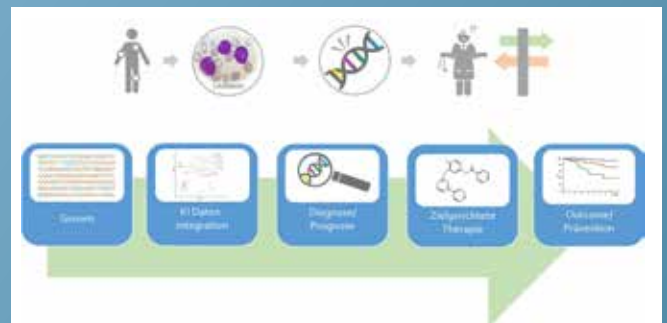 Genom
KI Daten
integration
Diagnose/
Prognose
Zielgerichtete
Therapie
Outcome/
Prävention